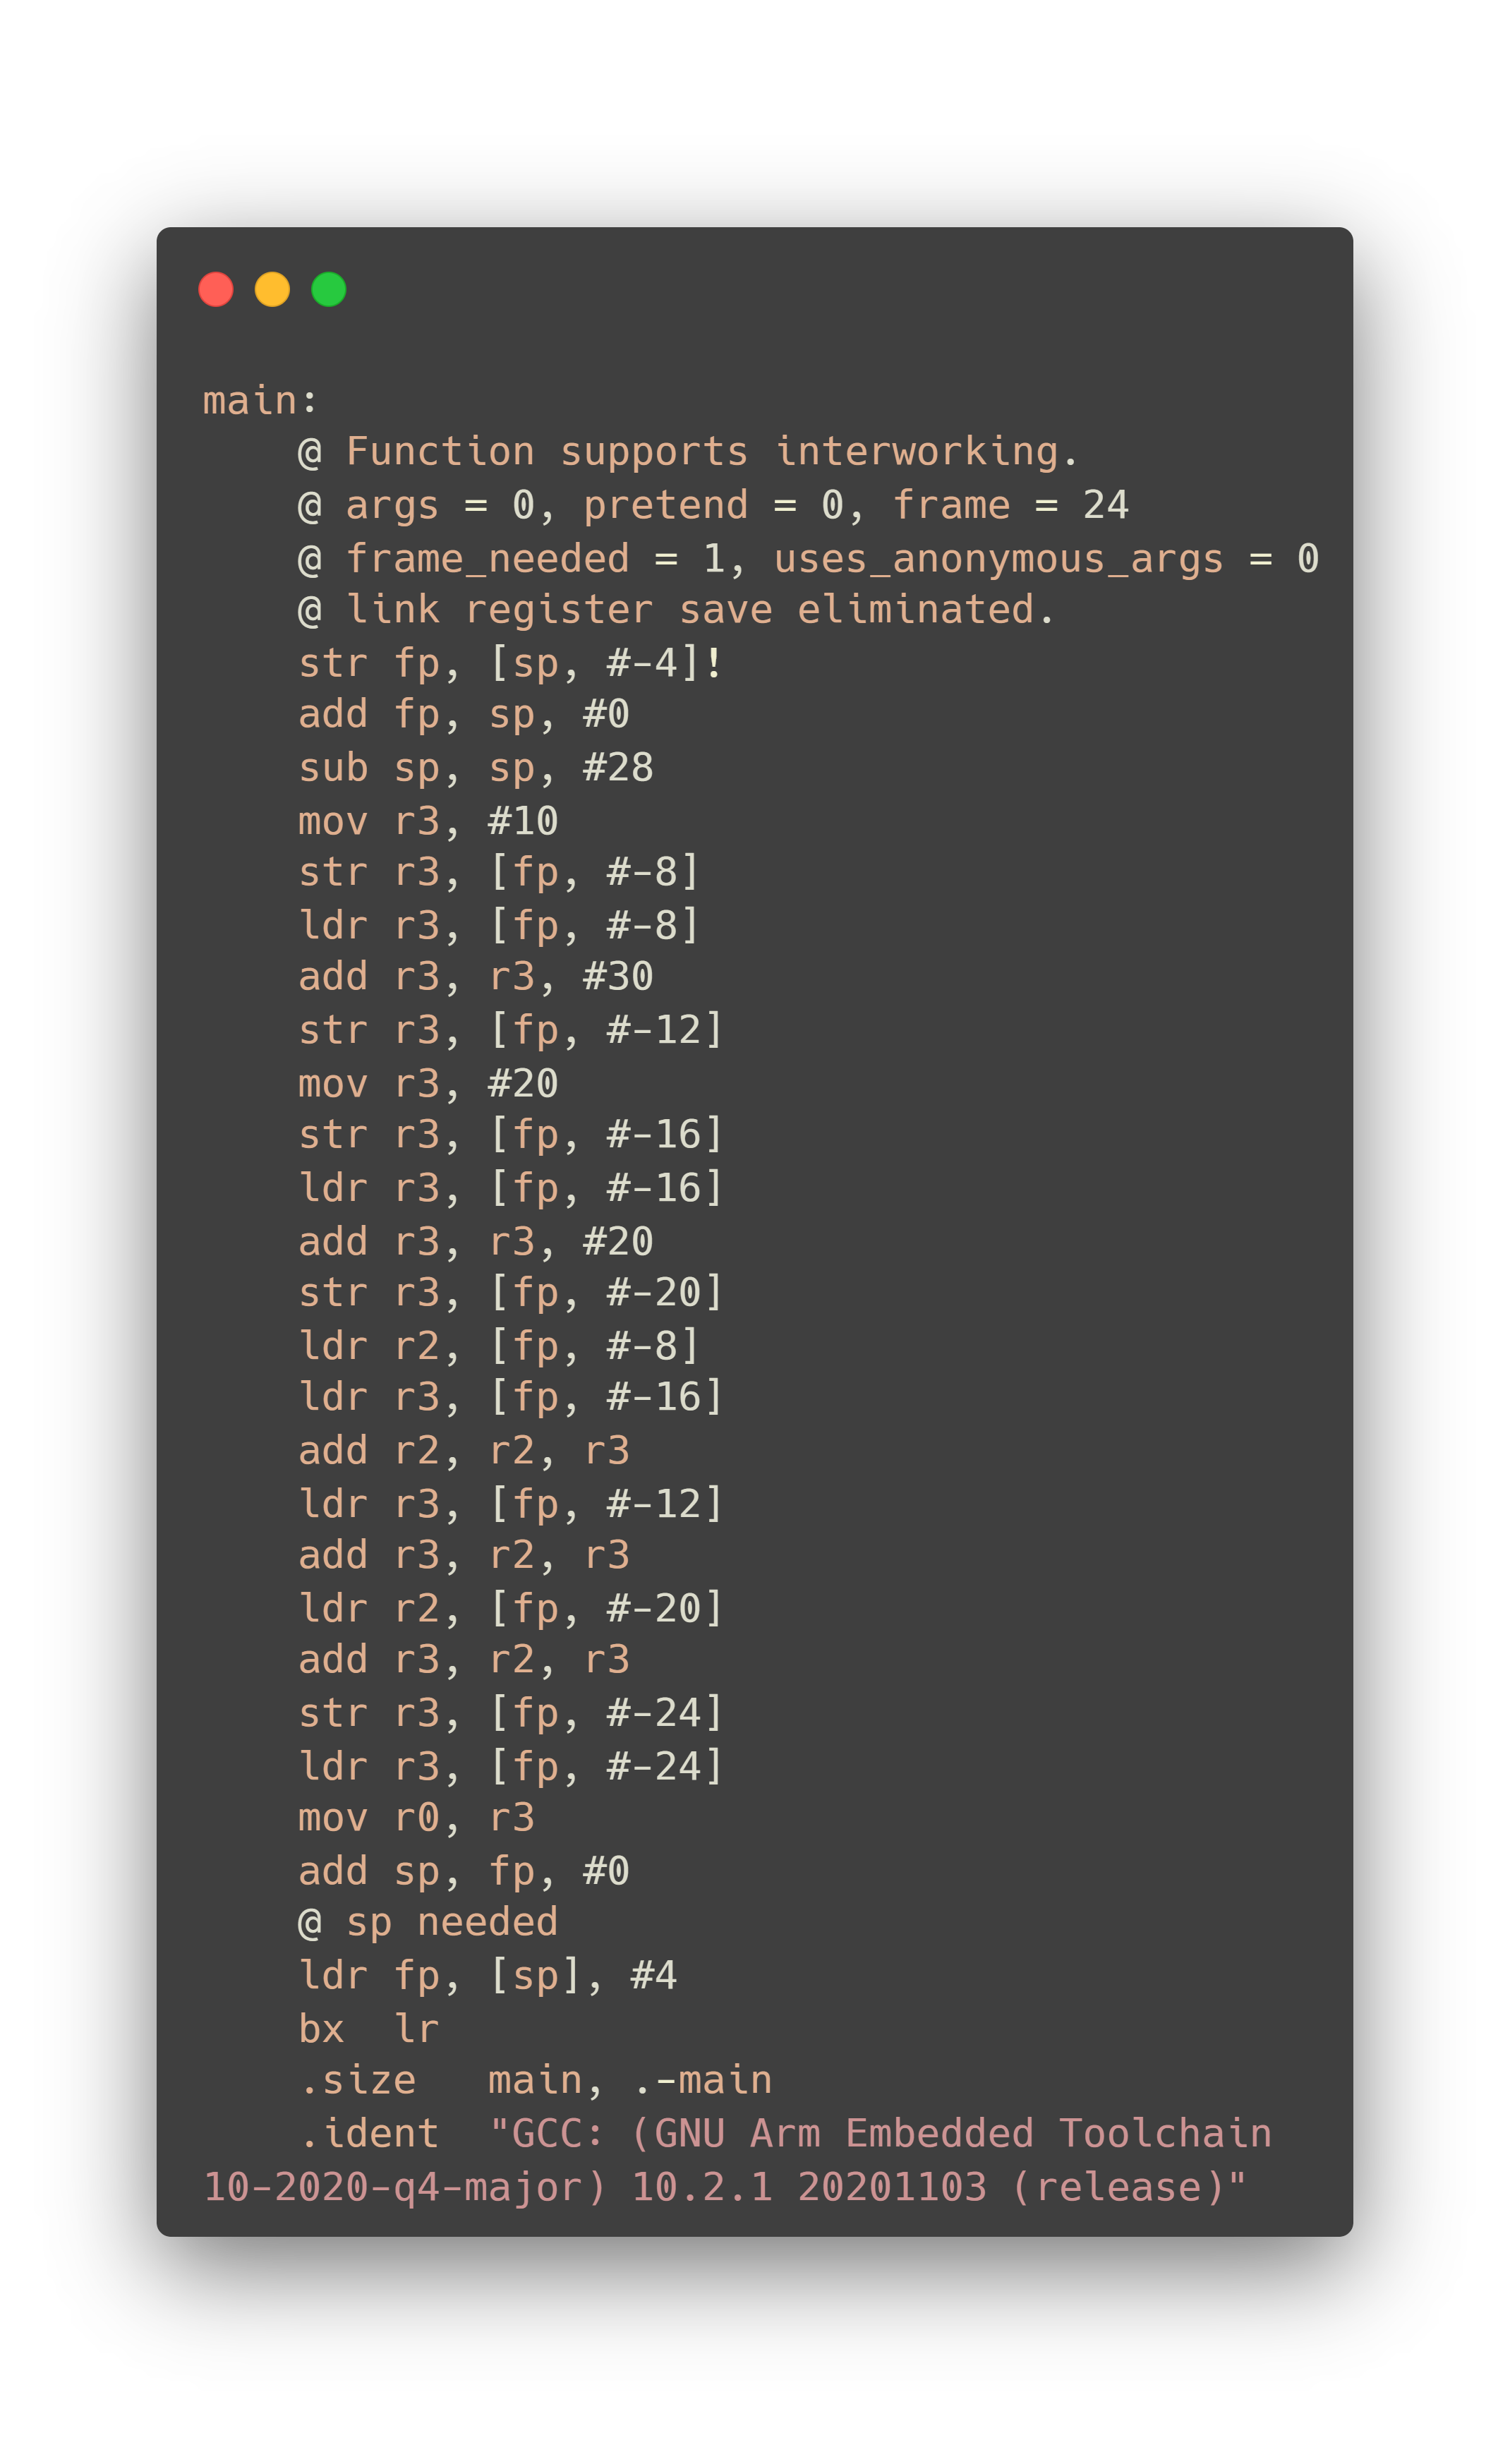 main:
    @ Function supports interworking.
    @ args = 0, pretend = 0, frame = 24
    @ frame_needed = 1, uses_anonymous_args = 0
    @ link register save eliminated.
    str fp, [sp, #-4]!
    add fp, sp, #0
    sub sp, sp, #28
    mov r3, #10
    str r3, [fp, #-8]
    ldr r3, [fp, #-8]
    add r3, r3, #30
    str r3, [fp, #-12]
    mov r3, #20
    str r3, [fp, #-16]
    ldr r3, [fp, #-16]
    add r3, r3, #20
    str r3, [fp, #-20]
    ldr r2, [fp, #-8]
    ldr r3, [fp, #-16]
    add r2, r2, r3
    ldr r3, [fp, #-12]
    add r3, r2, r3
    ldr r2, [fp, #-20]
    add r3, r2, r3
    str r3, [fp, #-24]
    ldr r3, [fp, #-24]
    mov r0, r3
    add sp, fp, #0
    @ sp needed
    ldr fp, [sp], #4
    bx  lr
    .size   main, .-main
    .ident  "GCC: (GNU Arm Embedded Toolchain
10-2020-q4-major) 10.2.1 20201103 (release)"